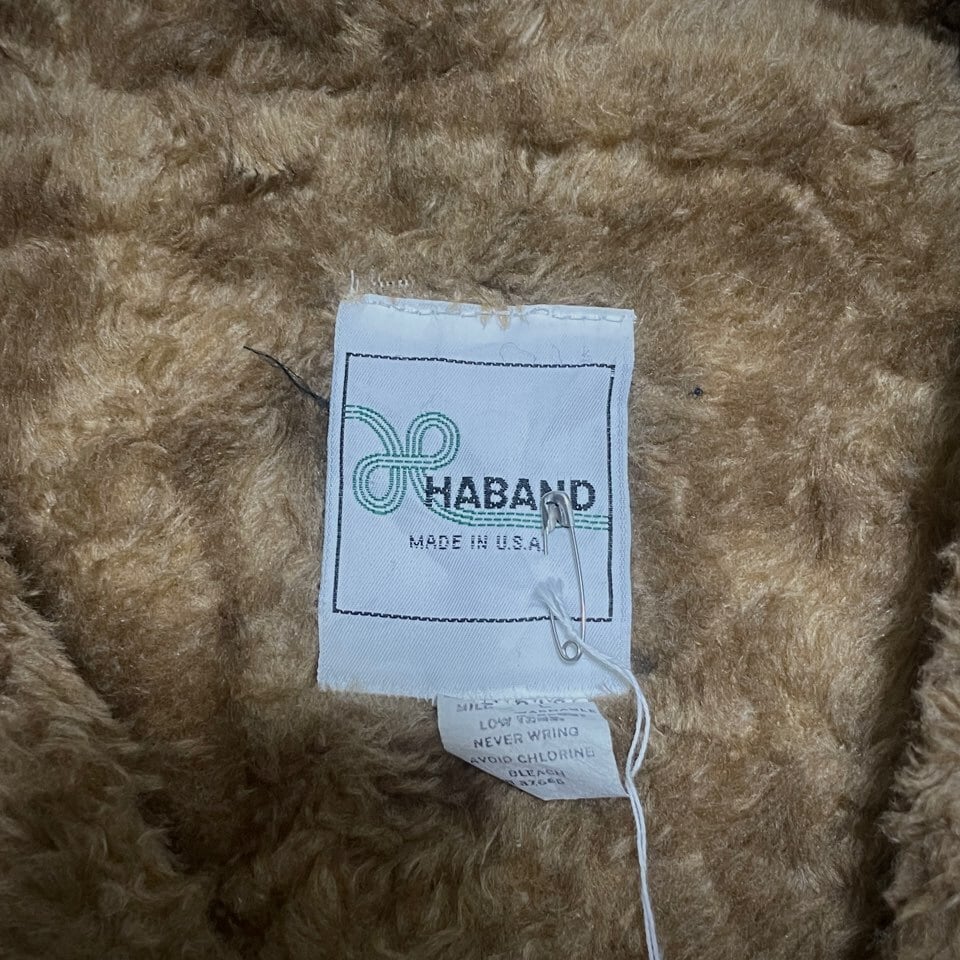 HABAND
MADE IN U.S.A.
LOW
NEVER WRING
AVOID CHLORINE
BLEACH